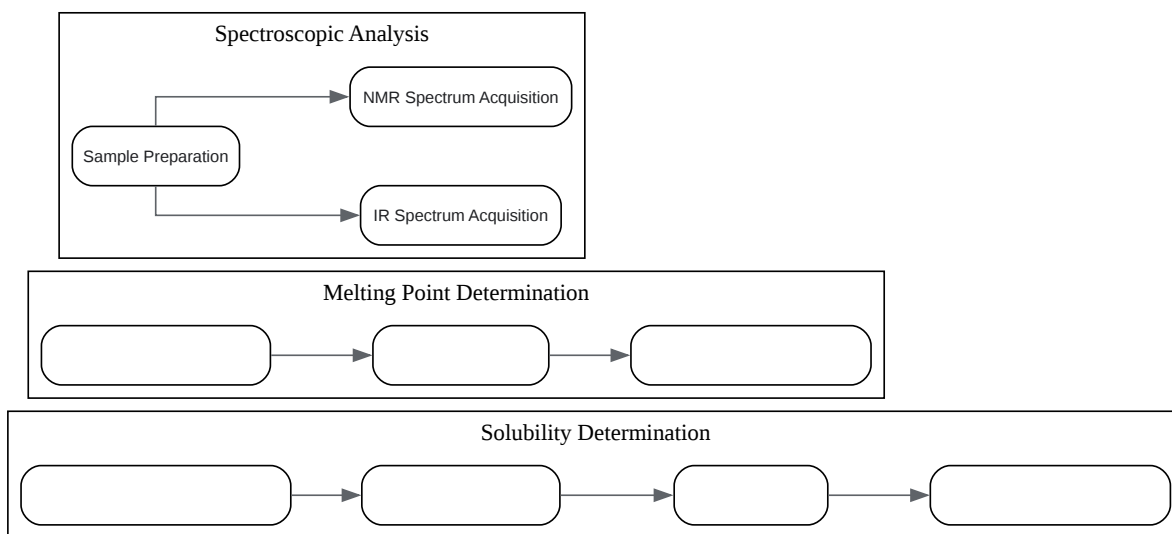 Spectroscopic Analysis
NMR Spectrum Acquisition
Sample Preparation
IR Spectrum Acquisition
Melting Point Determination
Solubility Determination